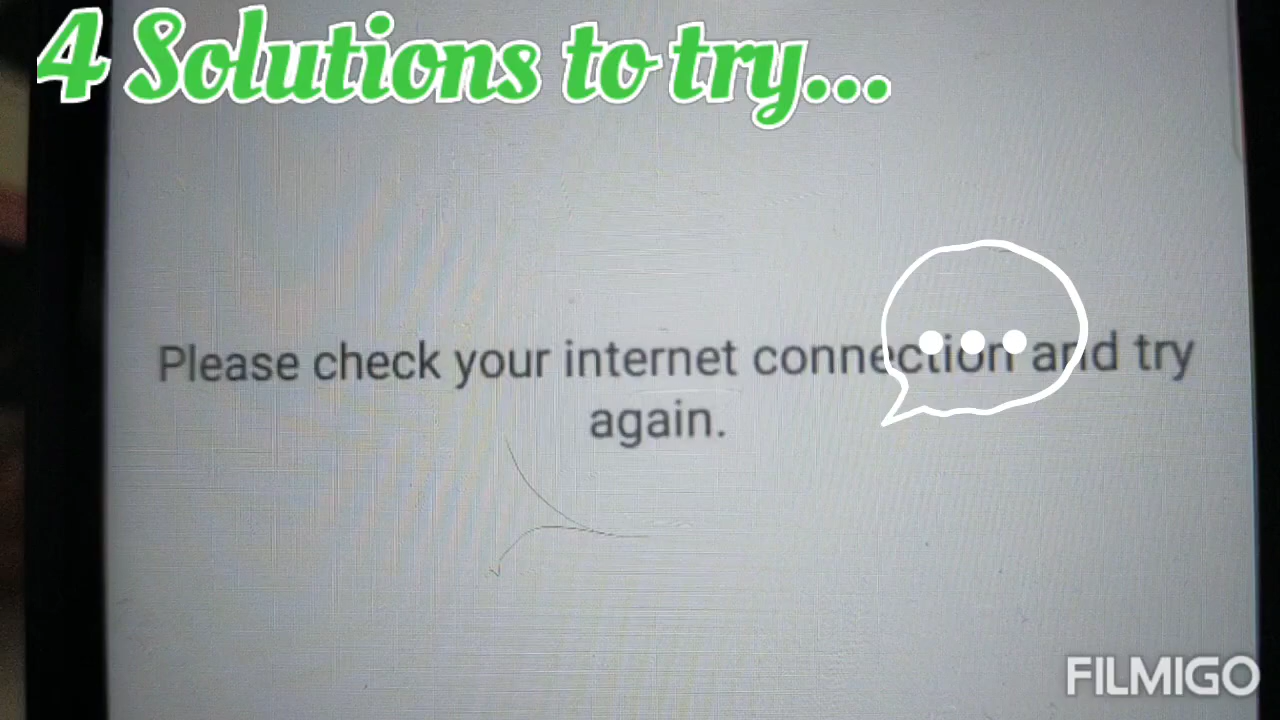 4 Solutions to try...
Please check your internet connection and try
again.
FILMIGO